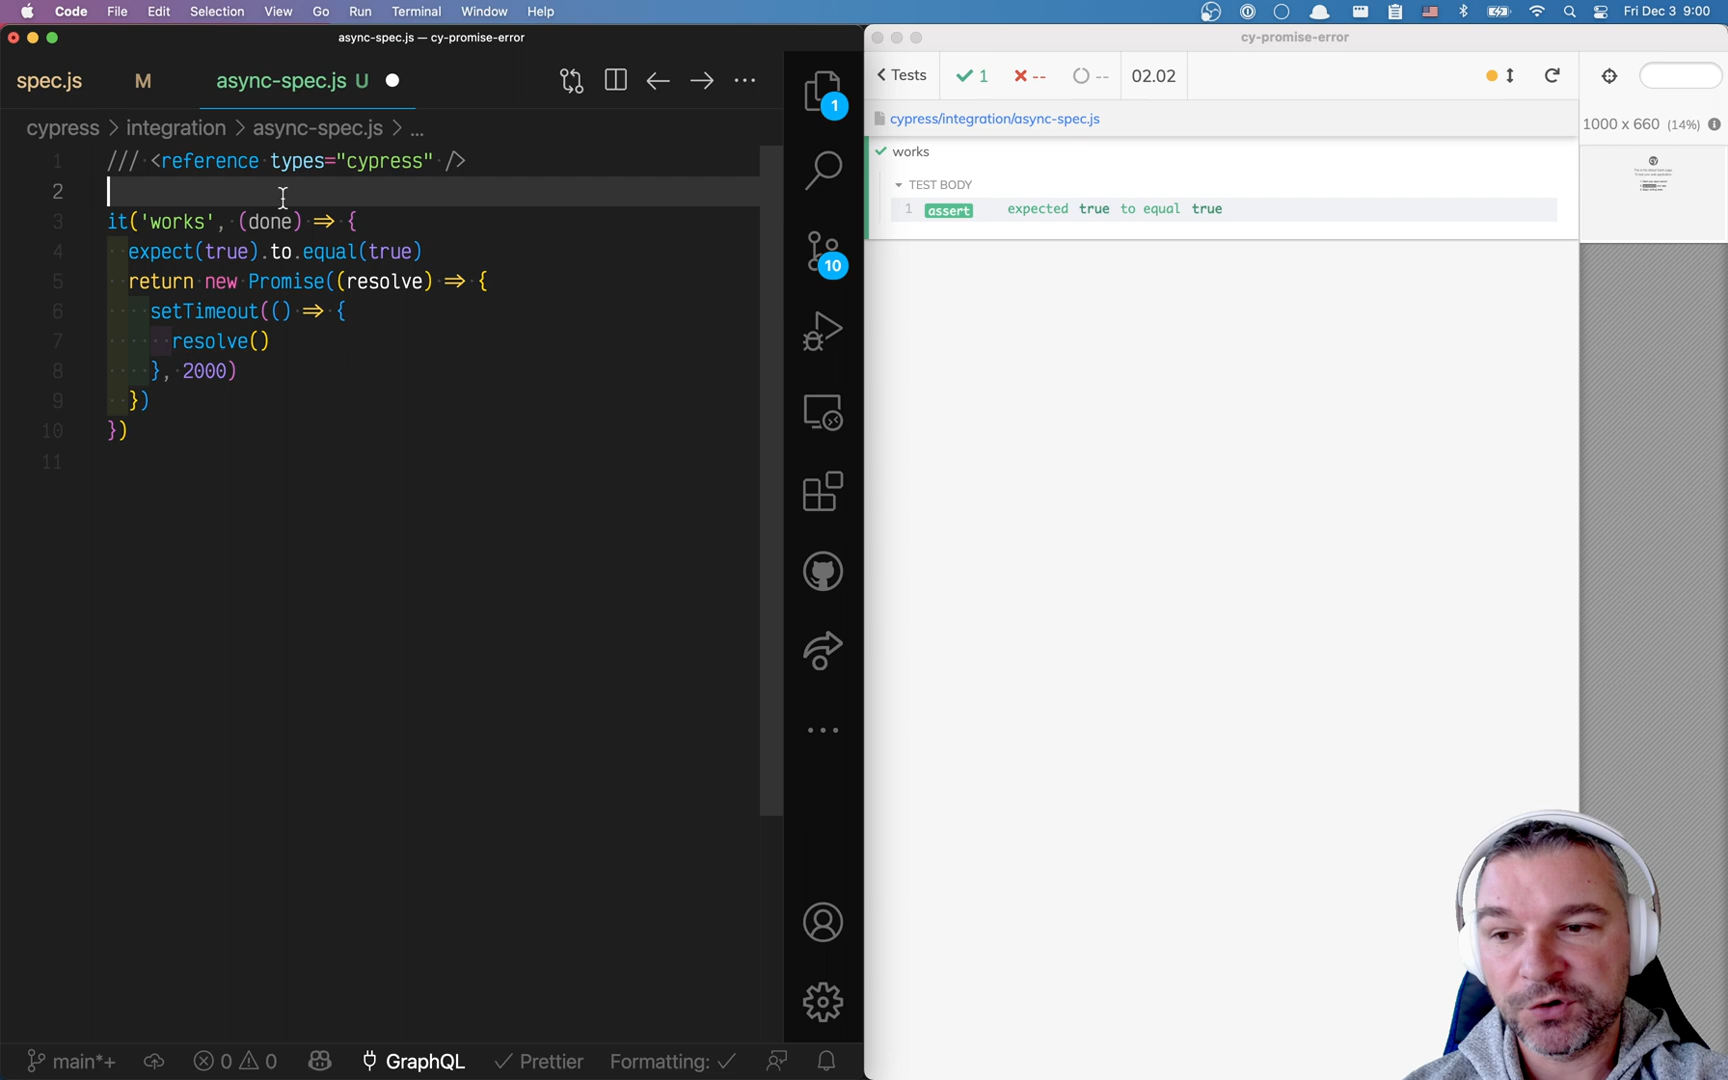 Code File Edit Selection View Go Run Terminal Window Help Fri Dec 3 9:00
async-spec.js — cy-promise-error
spec.js M async-spec.js U
cypress > integration > async-spec.js > ...
1 /// <reference types="cypress" />
2
3 it('works', (done) => {
4 expect(true).to.equal(true)
5 return new Promise((resolve) => {
6 setTimeout(() => {
7 resolve()
8 }, 2000)
9 })
10 })
11
1
10
main*+ 0 0 GraphQL Prettier Formatting:
cy-promise-error
Tests 1 -- -- 02.02
cypress/integration/async-spec.js
1000 x 660 (14%)
works
TEST BODY
1 assert expected true to equal true